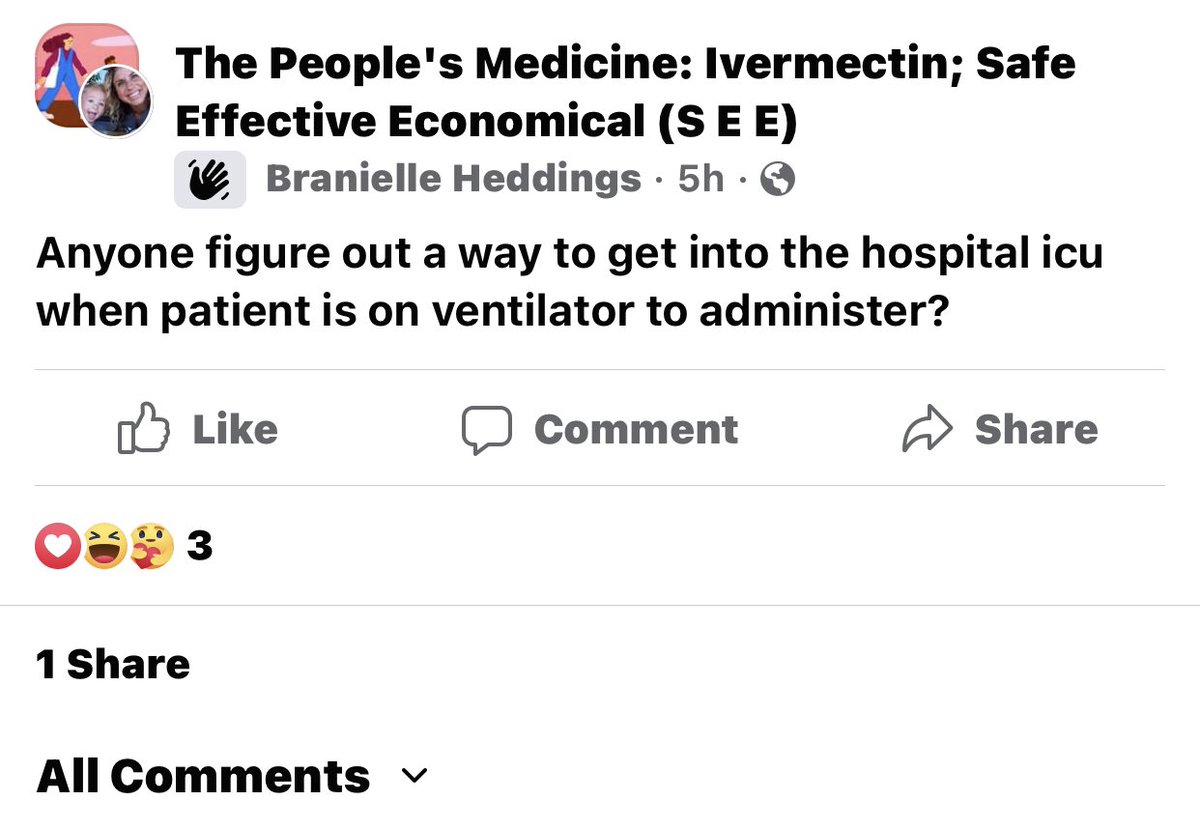 The People's Medicine: Ivermectin; Safe
Effective Economical (S E E)
Branielle Heddings · 5h ·
Anyone figure out a way to get into the hospital icu
when patient is on ventilator to administer?
Like Comment Share
3
1 Share
All Comments